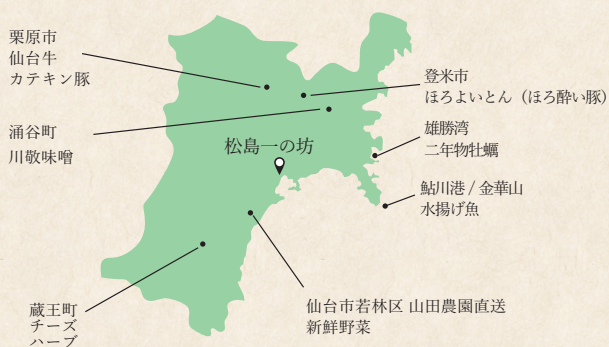 栗原市
仙台牛
カテキン豚
登米市
ほろよいとん（ほろ酔い豚）
涌谷町
川敬味噌
雄勝湾
二年物牡蠣
松島一の坊
鮎川港 / 金華山
水揚げ魚
仙台市若林区 山田農園直送
新鮮野菜
蔵王町
チーズ
ハーブ